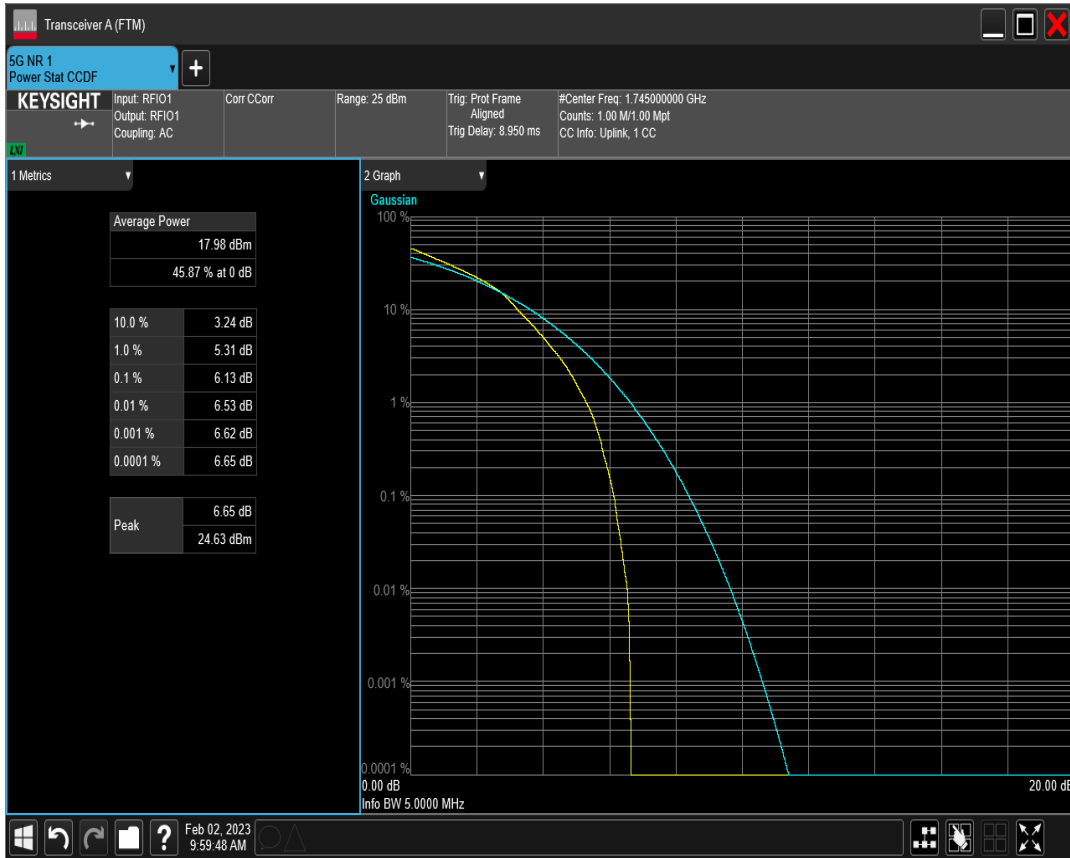 Transceiver A (FTM)
5G NR 1
Power Stat CCDF
+
KEYSIGHT
LXI
Input: RFIO1
Output: RFIO1
Coupling: AC
Corr CCorr
Range: 25 dBm
Trig: Prot Frame
Aligned
Trig Delay: 8.950 ms
#Center Freq: 1.745000000 GHz
Counts: 1.00 M/1.00 Mpt
CC Info: Uplink, 1 CC
1 Metrics
Average Power
17.98 dBm
45.87 % at 0 dB
10.0 % 3.24 dB
1.0 % 5.31 dB
0.1 % 6.13 dB
0.01 % 6.53 dB
0.001 % 6.62 dB
0.0001 % 6.65 dB
Peak 6.65 dB
24.63 dBm
2 Graph
Gaussian
100 %
10 %
1 %
0.1 %
0.01 %
0.001 %
0.0001 %
0.00 dB 20.00 dB
Info BW 5.0000 MHz
?
Feb 02, 2023
9:59:48 AM